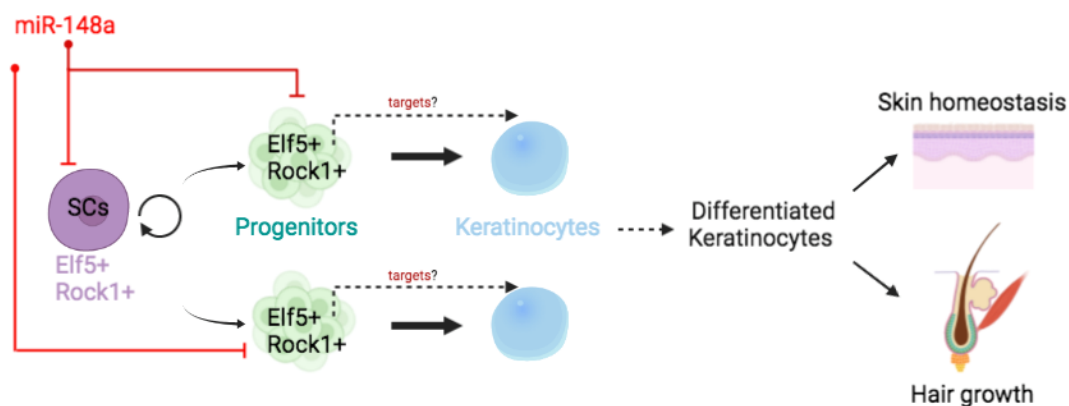 miR-148a
targets?
Elf5+
Rock1+
SCs
Elf5+
Rock1+
Progenitors
Keratinocytes
targets?
Elf5+
Rock1+
Differentiated
Keratinocytes
Skin homeostasis
Hair growth